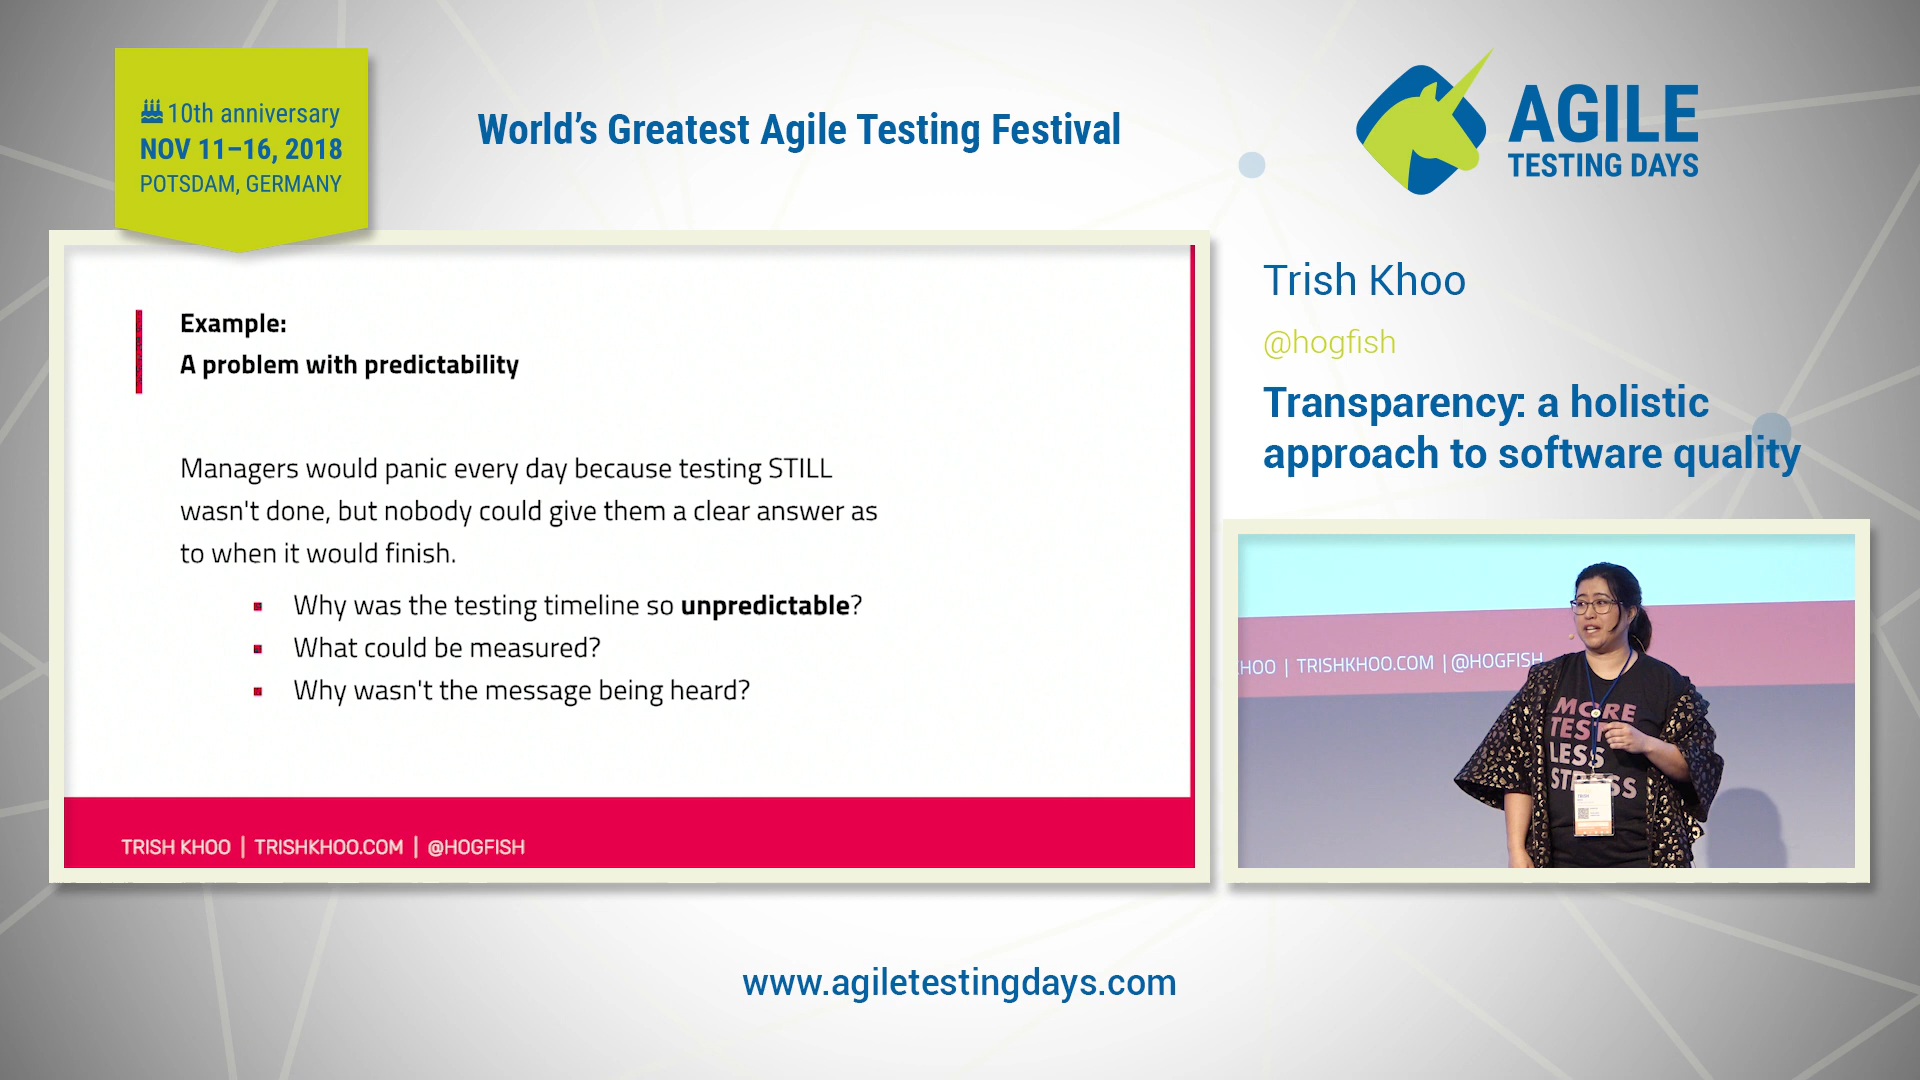 10th anniversary
NOV 11–16, 2018
POTSDAM, GERMANY
World's Greatest Agile Testing Festival
AGILE
TESTING DAYS
Example:
A problem with predictability
Managers would panic every day because testing STILL
wasn't done, but nobody could give them a clear answer as
to when it would finish.
Why was the testing timeline so unpredictable?
What could be measured?
Why wasn't the message being heard?
TRISH KHOO | TRISHKHOO.COM | @HOGFISH
Trish Khoo
@hogfish
Transparency: a holistic
approach to software quality
KHOO | TRISHKHOO.COM | @HOGFISH
MORE
TEST
LESS
STRESS
TRISH
www.agiletestingdays.com